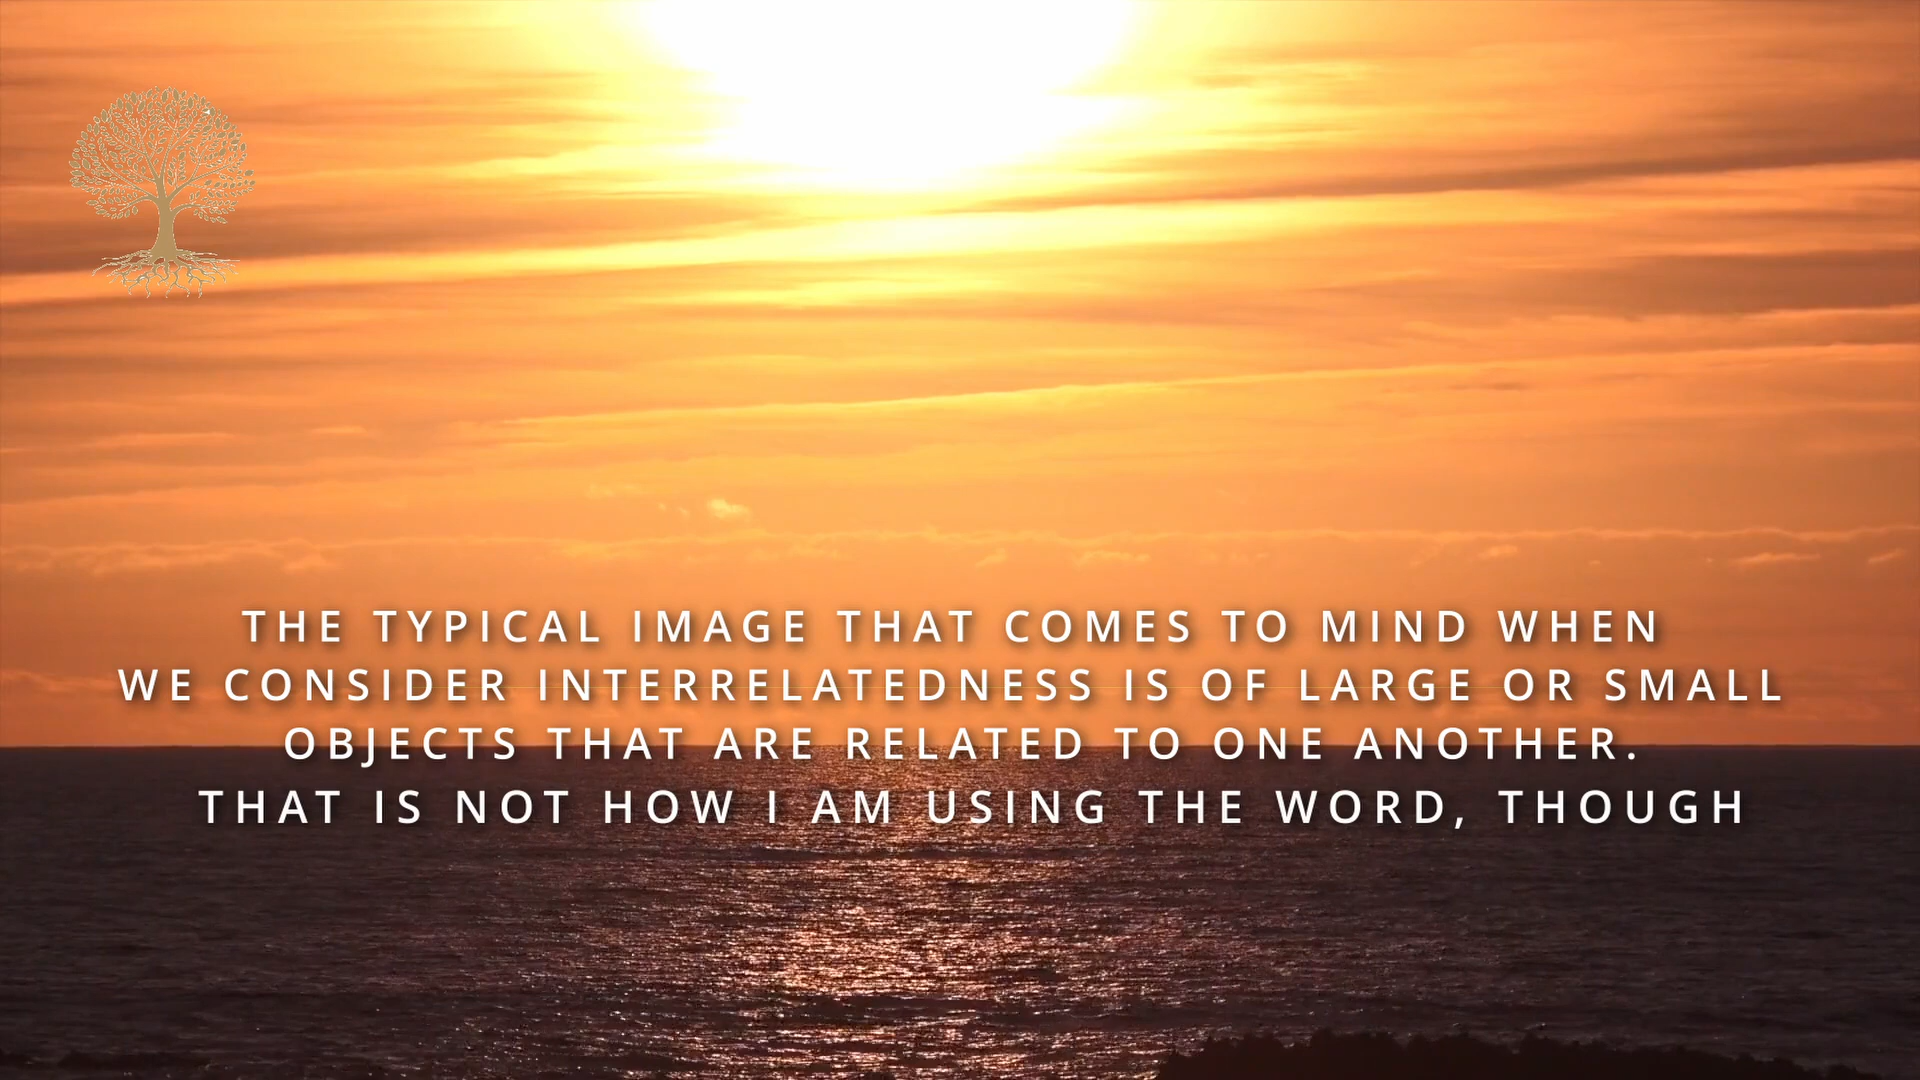 THE TYPICAL IMAGE THAT COMES TO MIND WHEN
WE CONSIDER INTERRELATEDNESS IS OF LARGE OR SMALL
OBJECTS THAT ARE RELATED TO ONE ANOTHER.
THAT IS NOT HOW I AM USING THE WORD, THOUGH